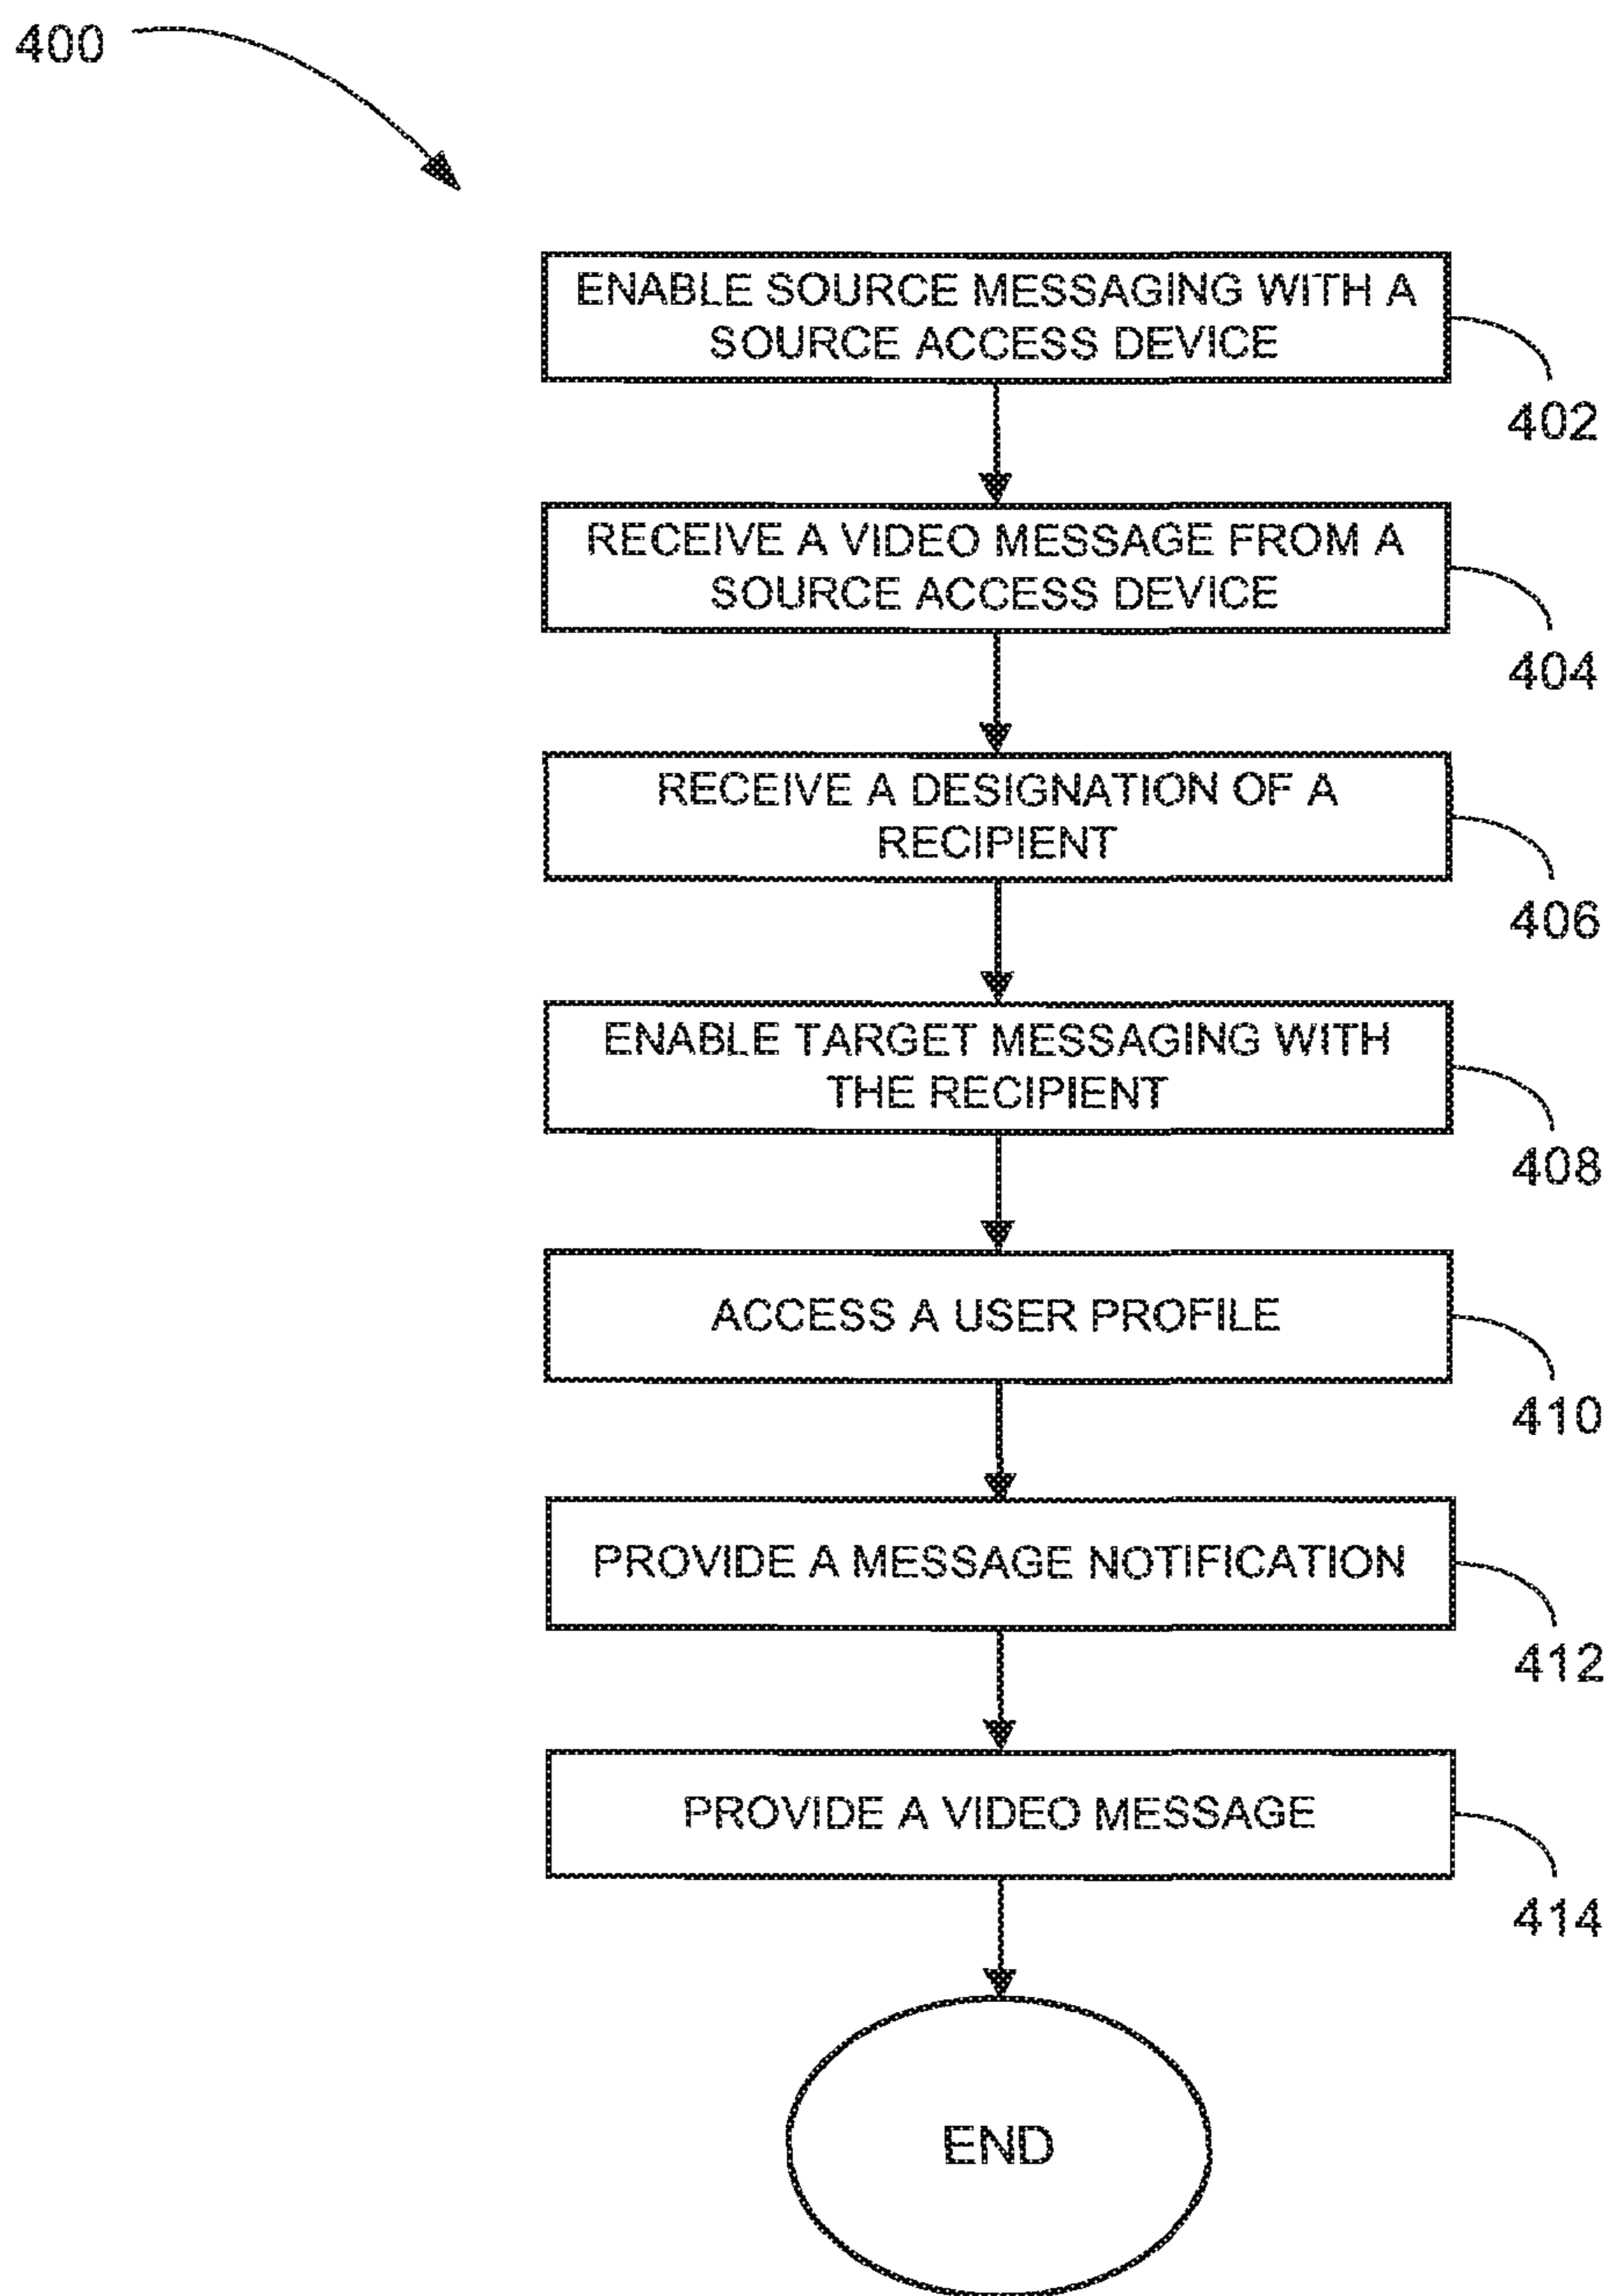 400
ENABLE SOURCE MESSAGING WITH A
SOURCE ACCESS DEVICE
402
RECEIVE A VIDEO MESSAGE FROM A
SOURCE ACCESS DEVICE
404
RECEIVE A DESIGNATION OF A
RECIPIENT
406
ENABLE TARGET MESSAGING WITH
THE RECIPIENT
408
ACCESS A USER PROFILE
410
PROVIDE A MESSAGE NOTIFICATION
412
PROVIDE A VIDEO MESSAGE
414
END